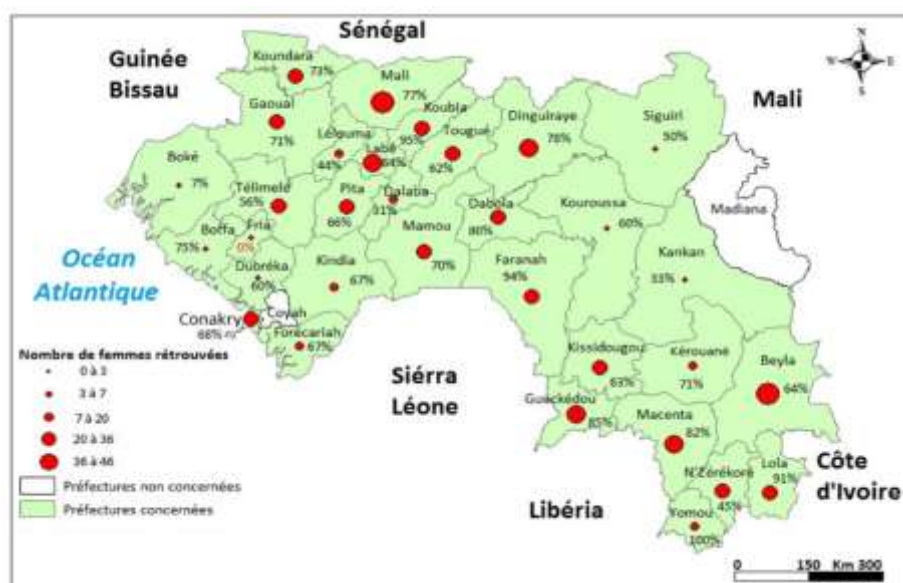 Sénégal
Guinée
Bissau
Mali
N
W
E
S
Koundara
73%
Mali
77%
Koubla
95%
Gaoual
71%
Lélouma
44%
Labé
64%
Tougué
62%
Dinguiraye
78%
Siguiri
50%
Boké
7%
Télimelé
56%
Pita
66%
Dalaba
31%
Dabola
80%
Kouroussa
60%
Madiana
Boffa
75%
Fria
0%
Mamou
70%
Kankan
33%
Océan
Atlantique
Dubréka
60%
Kindia
67%
Faranah
94%
Conakry
68%
Coyah
Forécariah
67%
Nombre de femmes rétrouvées
0 à 3
3 à 7
7 à 20
20 à 36
36 à 46
Préfectures non concernées
Préfectures concernées
Siérra
Léone
Kissidougou
63%
Kérouané
71%
Beyla
64%
Gueckédou
85%
Macenta
82%
N'Zérékoré
45%
Lola
91%
Côte
d'Ivoire
Libéria
Yomou
100%
0 150 Km 300